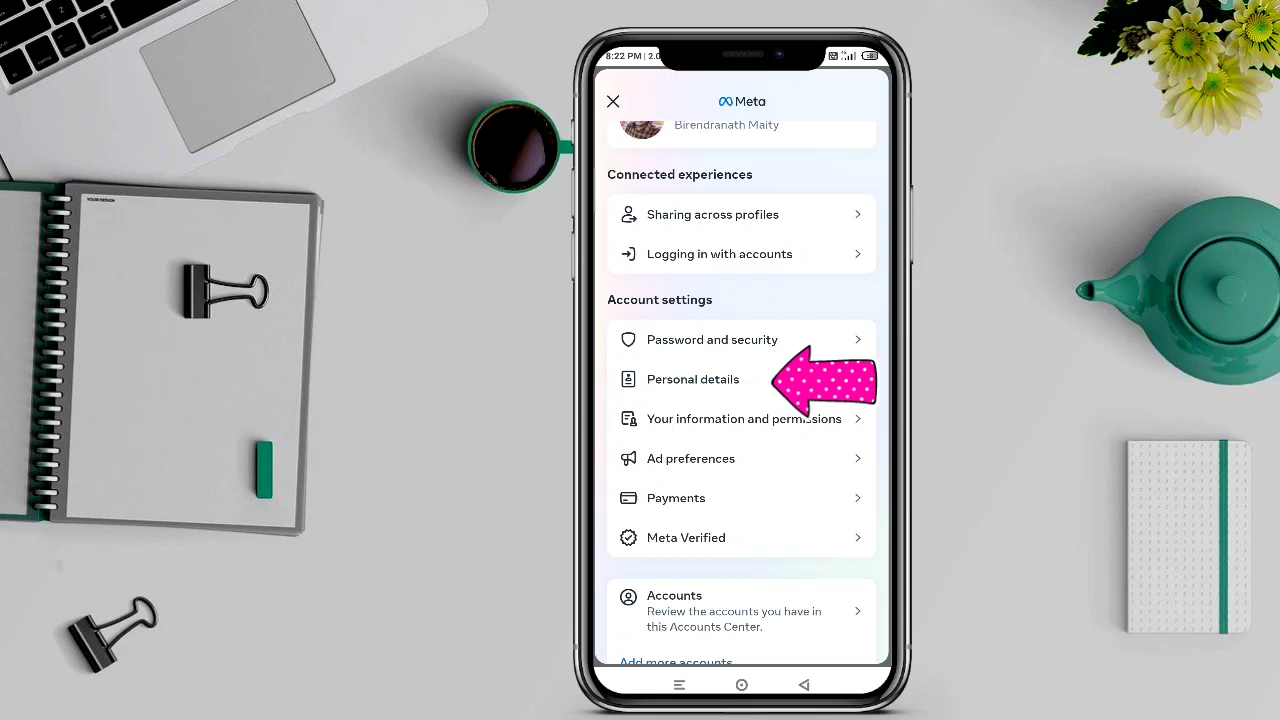 YOUR DESIGN
8:22 PM | 2.0
Meta
Birendranath Maity
Connected experiences
Sharing across profiles
Logging in with accounts
Account settings
Password and security
Personal details
Your information and permissions
Ad preferences
Payments
Meta Verified
Accounts
Review the accounts you have in
this Accounts Center.
Add more accounts